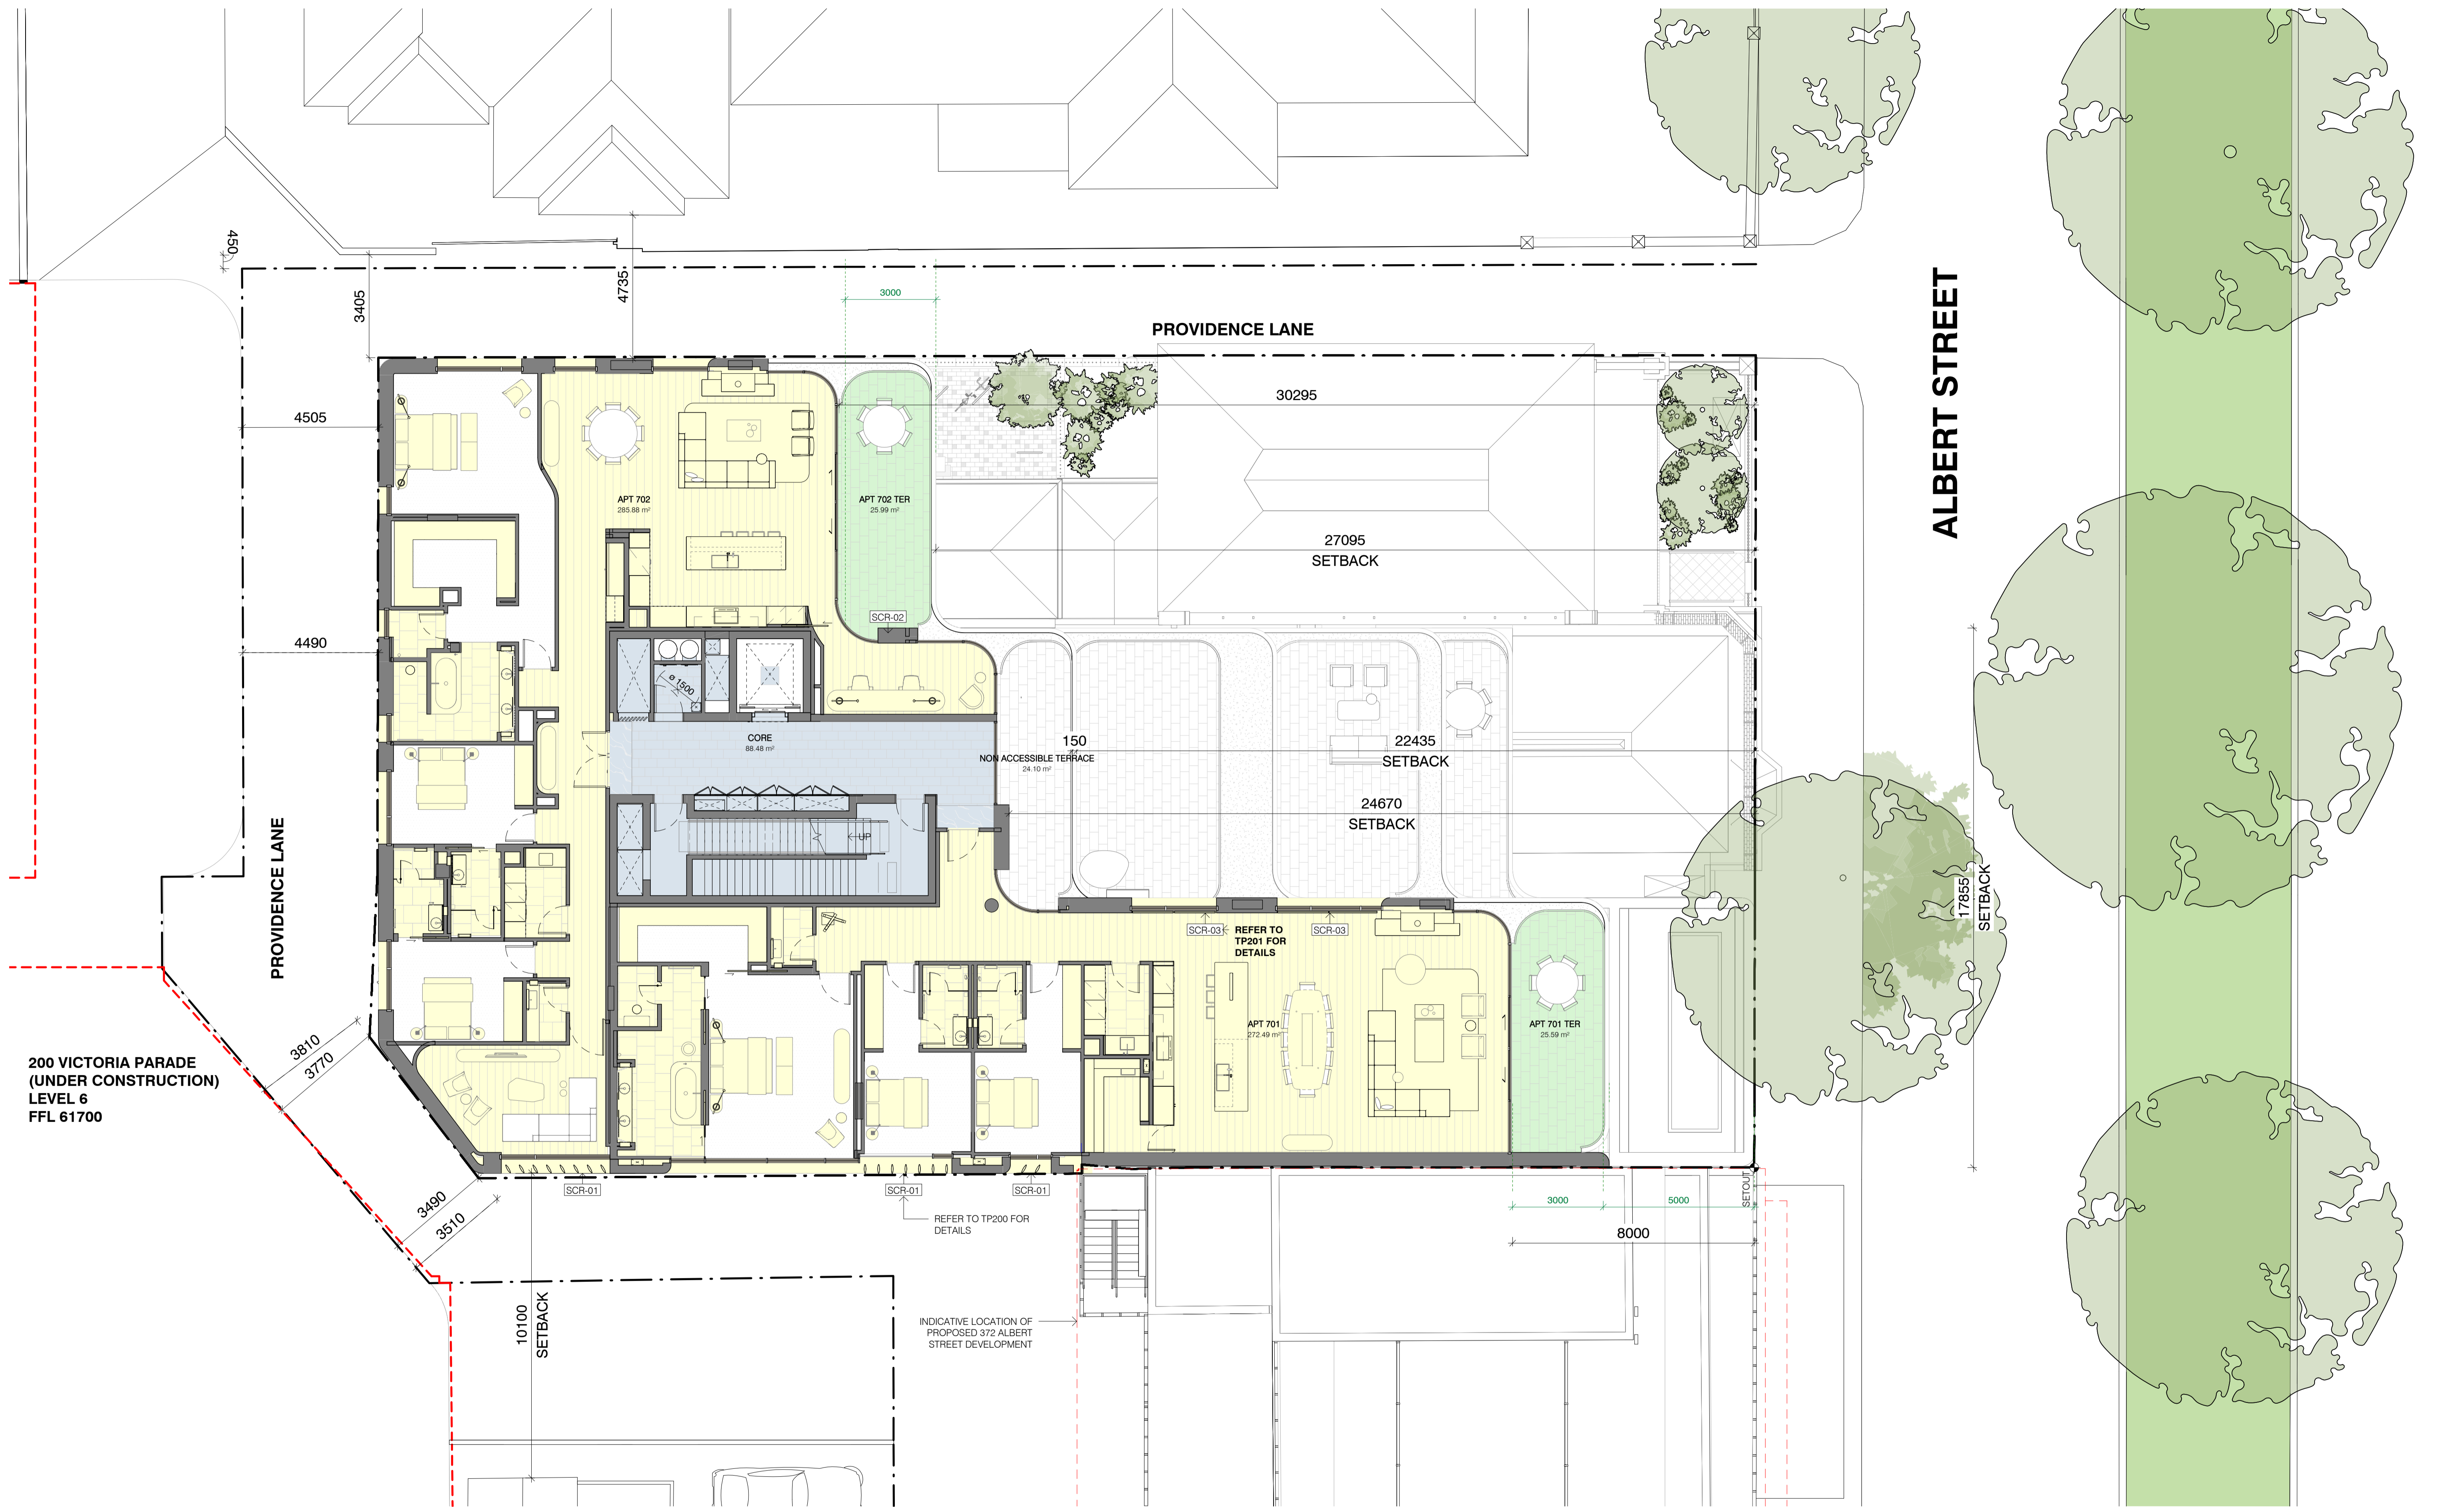 450
3405
4735
3000
PROVIDENCE LANE
ALBERT STREET
4505
30295
APT 702
285.88 m²
APT 702 TER
25.99 m²
27095
SETBACK
SCR-02
4490
ø 1500
CORE
88.48 m²
150
NON ACCESSIBLE TERRACE
24.10 m²
22435
SETBACK
24670
SETBACK
UP
PROVIDENCE LANE
17855
SETBACK
SCR-03
REFER TO
TP201 FOR
DETAILS
SCR-03
APT 701
272.49 m²
APT 701 TER
25.59 m²
3810
3770
200 VICTORIA PARADE
(UNDER CONSTRUCTION)
LEVEL 6
FFL 61700
SCR-01
SCR-01
SCR-01
SETOUT
3490
3510
3000
5000
REFER TO TP200 FOR
DETAILS
8000
10100
SETBACK
INDICATIVE LOCATION OF
PROPOSED 372 ALBERT
STREET DEVELOPMENT